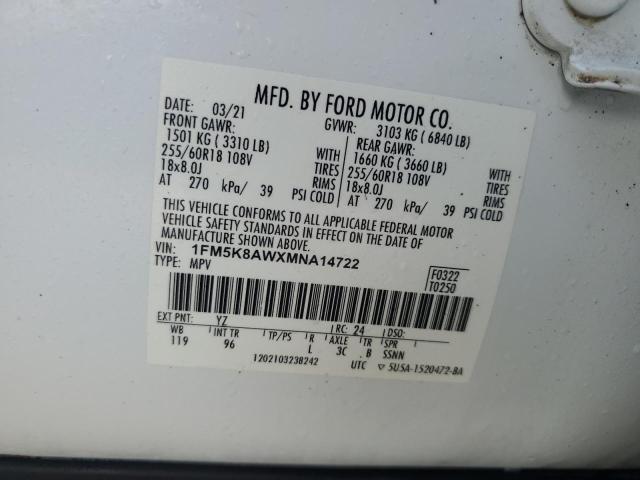 MFD. BY FORD MOTOR CO.
DATE: 03/21 GVWR: 3103 KG ( 6840 LB)
FRONT GAWR: REAR GAWR:
1501 KG ( 3310 LB) 1660 KG ( 3660 LB)
255/60R18 108V WITH TIRES 255/60R18 108V WITH TIRES
18x8.0J RIMS 18x8.0J RIMS
AT 270 kPa/ 39 PSI COLD AT 270 kPa/ 39 PSI COLD
THIS VEHICLE CONFORMS TO ALL APPLICABLE FEDERAL MOTOR
VEHICLE SAFETY STANDARDS IN EFFECT ON THE DATE OF
MANUFACTURE SHOWN ABOVE.
VIN: 1FM5K8AWXMNA14722
TYPE: MPV
F0322
T0250
EXT PNT: YZ RC: 24 DSO:
WB INT TR TP/PS R AXLE TR SPR
119 96 L 3C B SSNN
1202103238242 UTC ▽ 5USA-1520472-BA